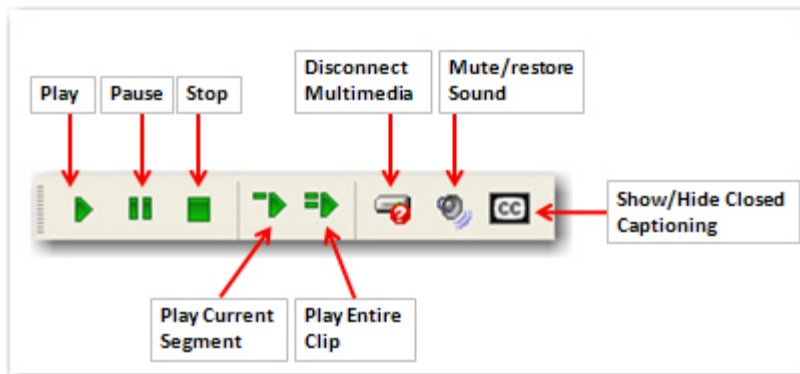 Disconnect
Multimedia
Mute/restore
Sound
Play
Pause
Stop
CC
Show/Hide Closed
Captioning
Play Current
Segment
Play Entire
Clip